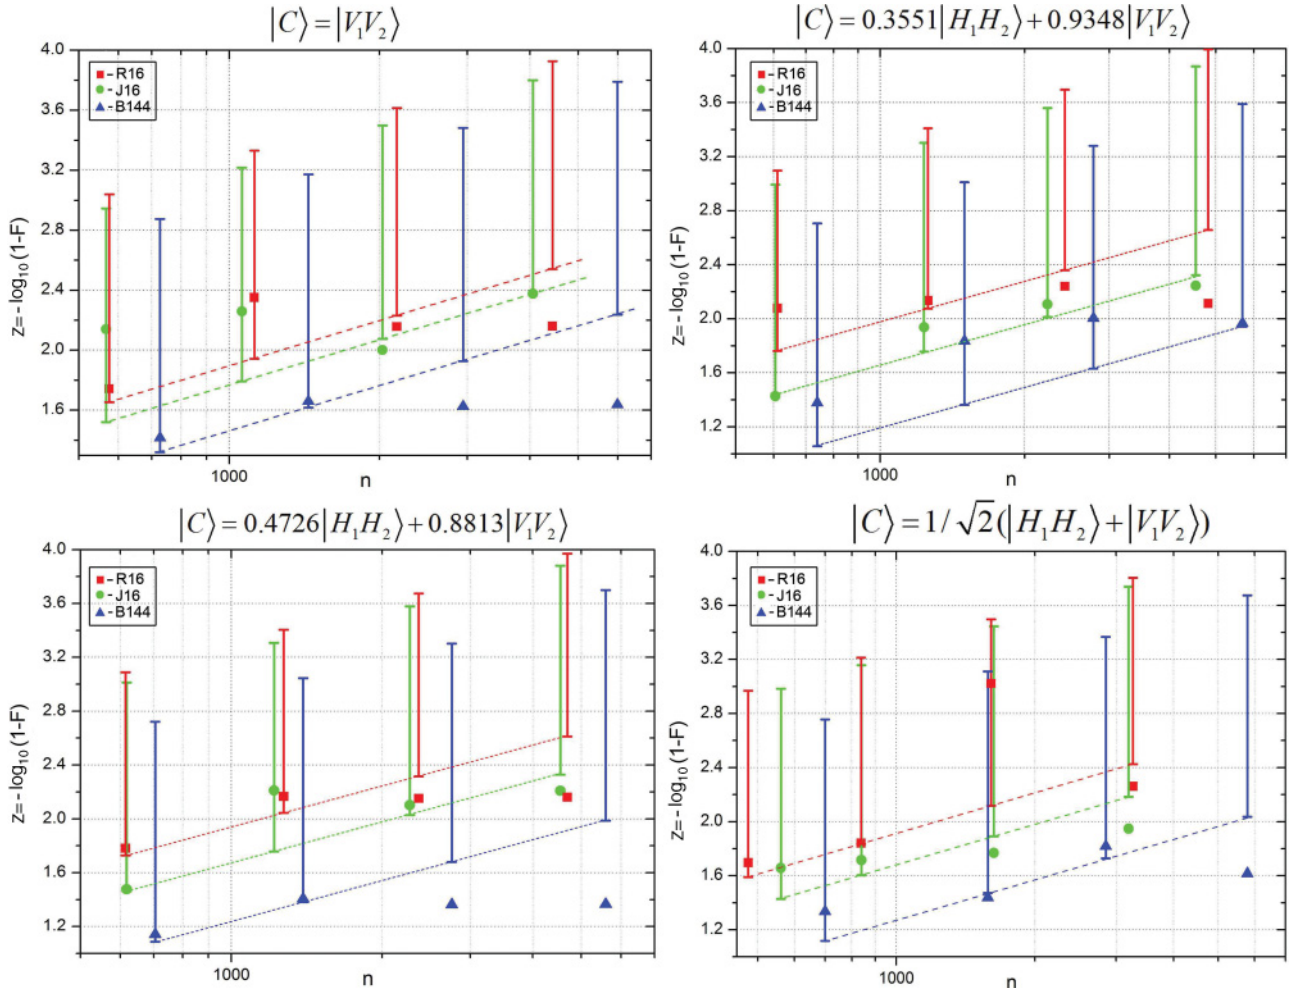 |C⟩ = |V₁V₂⟩
4.0
3.6
3.2
2.8
2.4
2.0
1.6
-R16
-J16
-B144
1000
n
z=-log₁₀(1-F)
|C⟩ = 0.3551|H₁H₂⟩ + 0.9348|V₁V₂⟩
4.0
3.6
3.2
2.8
2.4
2.0
1.6
1.2
-R16
-J16
-B144
1000
n
z=-log₁₀(1-F)
|C⟩ = 0.4726|H₁H₂⟩ + 0.8813|V₁V₂⟩
4.0
3.6
3.2
2.8
2.4
2.0
1.6
1.2
-R16
-J16
-B144
1000
n
z=-log₁₀(1-F)
|C⟩ = 1/√2(|H₁H₂⟩ + |V₁V₂⟩)
4.0
3.6
3.2
2.8
2.4
2.0
1.6
1.2
-R16
-J16
-B144
1000
n
z=-log₁₀(1-F)